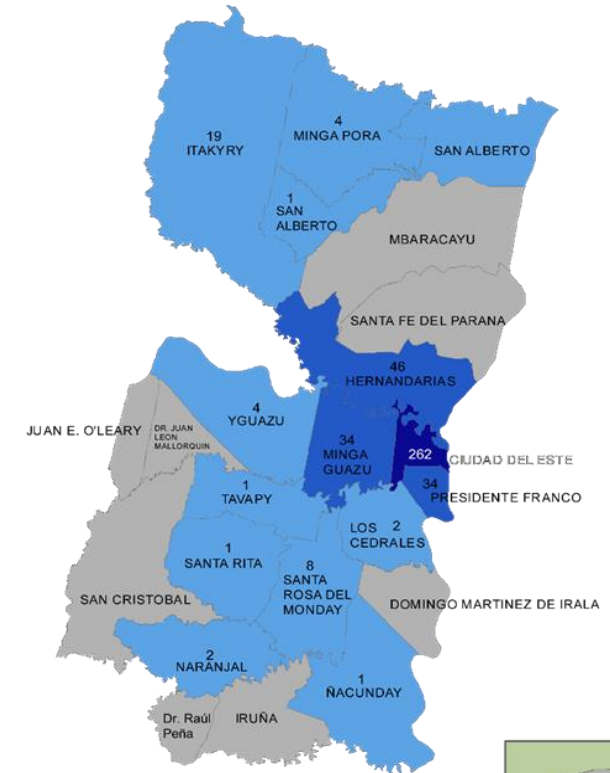 19
ITAKYRY
4
MINGA PORA
SAN ALBERTO
1
SAN
ALBERTO
MBARACAYU
SANTA FE DEL PARANA
46
HERNANDARIAS
4
YGUAZU
JUAN E. O'LEARY
DR. JUAN
LEON
MALLORQUIN
34
MINGA
GUAZU
262
CIUDAD DEL ESTE
34
PRESIDENTE FRANCO
1
TAVAPY
LOS 2
CEDRALES
1
SANTA RITA
8
SANTA
ROSA DEL
MONDAY
SAN CRISTOBAL
DOMINGO MARTINEZ DE IRALA
2
NARANJAL
1
ÑACUNDAY
Dr. Raúl
Peña
IRUÑA